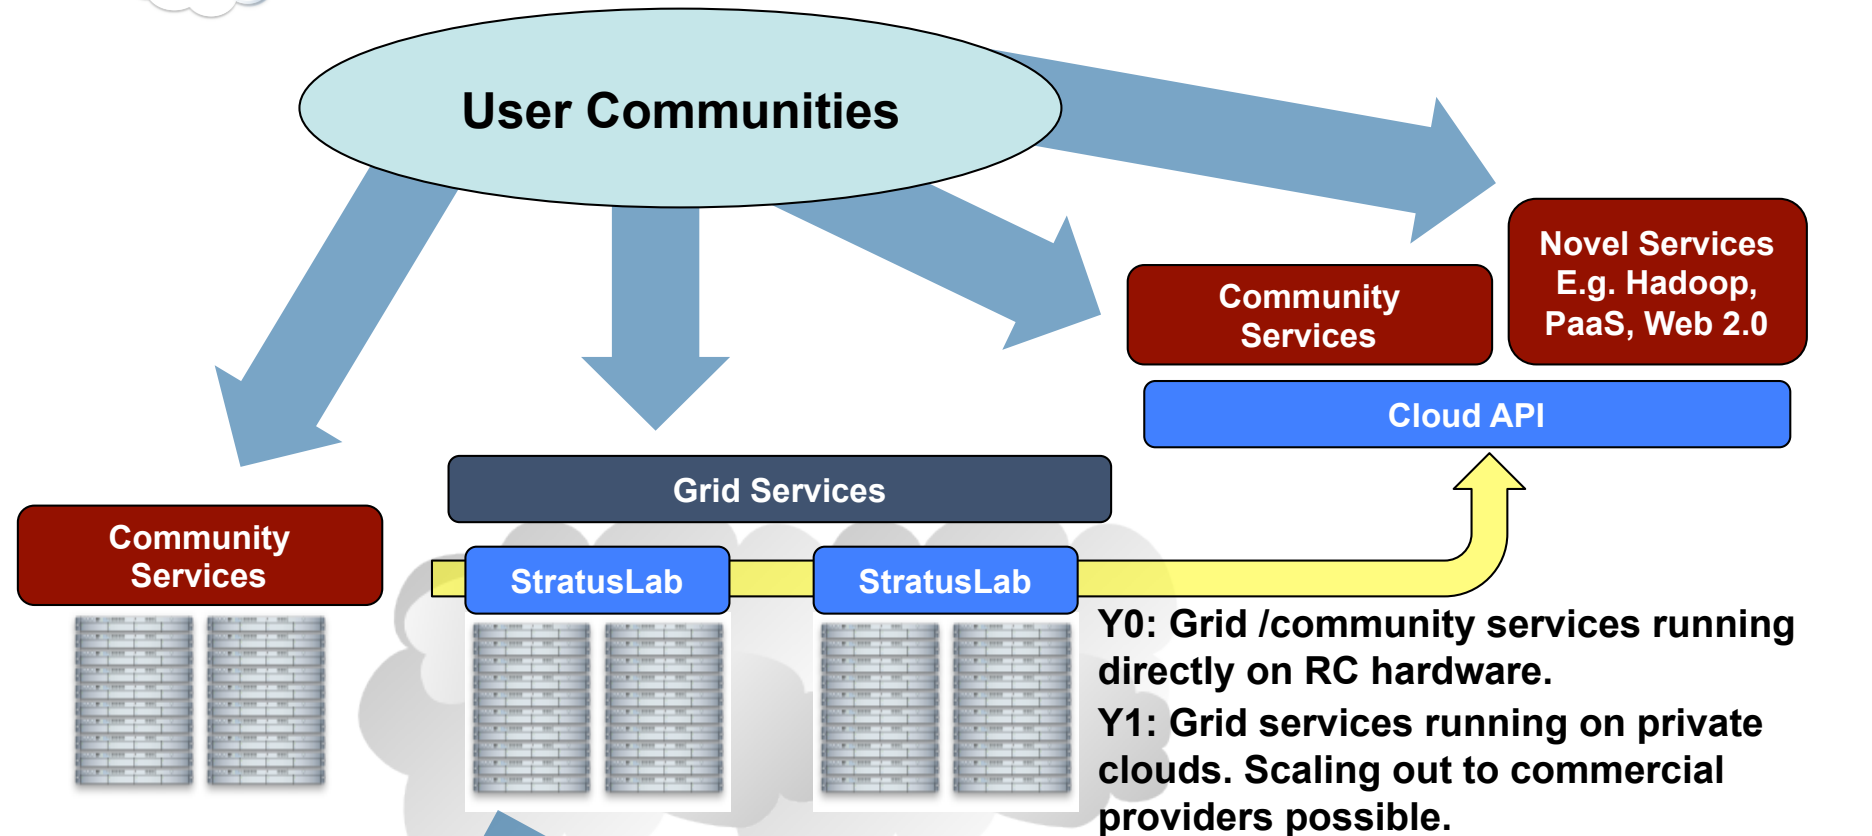 User Communities
Novel Services
E.g. Hadoop,
PaaS, Web 2.0
Community
Services
Cloud API
Grid Services
Community
Services
StratusLab
StratusLab
Y0: Grid /community services running
directly on RC hardware.
Y1: Grid services running on private
clouds. Scaling out to commercial
providers possible.